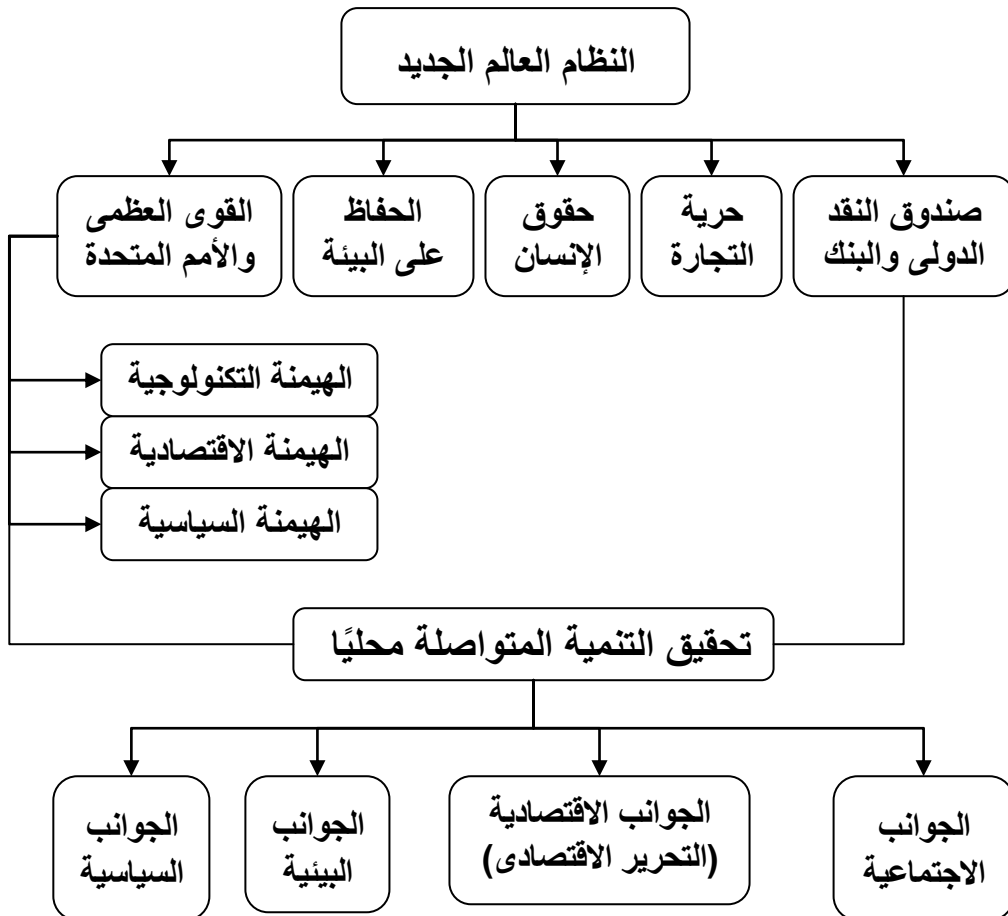 النظام العالم الجديد
صندوق النقد
الدولى والبنك
حرية
التجارة
حقوق
الإنسان
الحفاظ
على البيئة
القوى العظمى
والأمم المتحدة
الهيمنة التكنولوجية
الهيمنة الاقتصادية
الهيمنة السياسية
تحقيق التنمية المتواصلة محليًا
الجوانب
الاجتماعية
الجوانب الاقتصادية
(التحرير الاقتصادى)
الجوانب
البيئية
الجوانب
السياسية